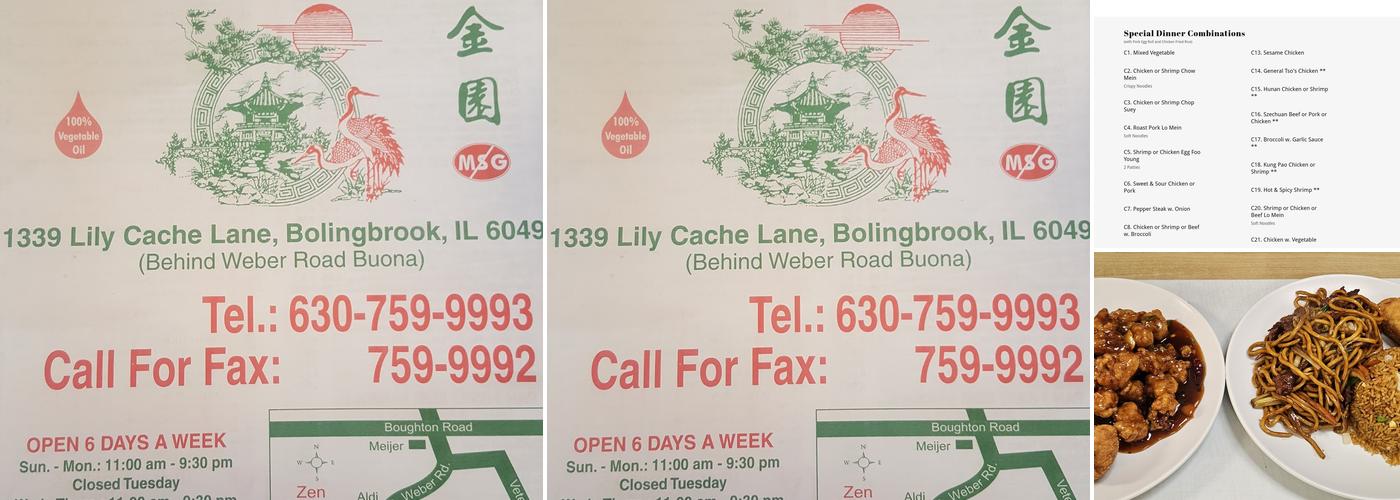 金
園
100%
Vegetable
Oil
MSG
1339 Lily Cache Lane, Bolingbrook, IL 6049
(Behind Weber Road Buona)
Tel.: 630-759-9993
Call For Fax: 759-9992
OPEN 6 DAYS A WEEK
Sun. - Mon.: 11:00 am - 9:30 pm
Closed Tuesday
Boughton Road
Meijer
N
W
E
S
Zen
Aldi
Weber Rd.
金
園
100%
Vegetable
Oil
MSG
1339 Lily Cache Lane, Bolingbrook, IL 6049
(Behind Weber Road Buona)
Tel.: 630-759-9993
Call For Fax: 759-9992
OPEN 6 DAYS A WEEK
Sun. - Mon.: 11:00 am - 9:30 pm
Closed Tuesday
Boughton Road
Meijer
N
W
E
S
Zen
Aldi
Weber Rd.
Special Dinner Combinations
(with Pork Egg Roll and Chicken Fried Rice)
C1. Mixed Vegetable
C2. Chicken or Shrimp Chow
Mein
Crispy Noodles
C3. Chicken or Shrimp Chop
Suey
C4. Roast Pork Lo Mein
Soft Noodles
C5. Shrimp or Chicken Egg Foo
Young
2 Patties
C6. Sweet & Sour Chicken or
Pork
C7. Pepper Steak w. Onion
C8. Chicken or Shrimp or Beef
w. Broccoli
C13. Sesame Chicken
C14. General Tso's Chicken **
C15. Hunan Chicken or Shrimp
**
C16. Szechuan Beef or Pork or
Chicken **
C17. Broccoli w. Garlic Sauce
**
C18. Kung Pao Chicken or
Shrimp **
C19. Hot & Spicy Shrimp **
C20. Shrimp or Chicken or
Beef Lo Mein
Soft Noodles
C21. Chicken w. Vegetable